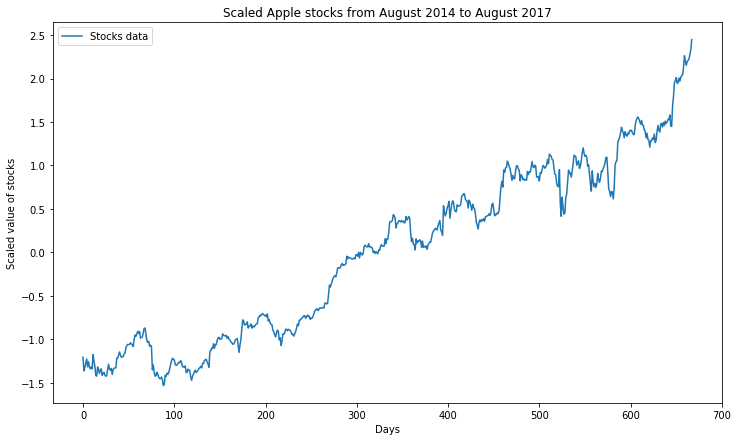 Scaled Apple stocks from August 2014 to August 2017
Stocks data
Scaled value of stocks
2.5
2.0
1.5
1.0
0.5
0.0
−0.5
−1.0
−1.5
0 100 200 300 400 500 600 700
Days